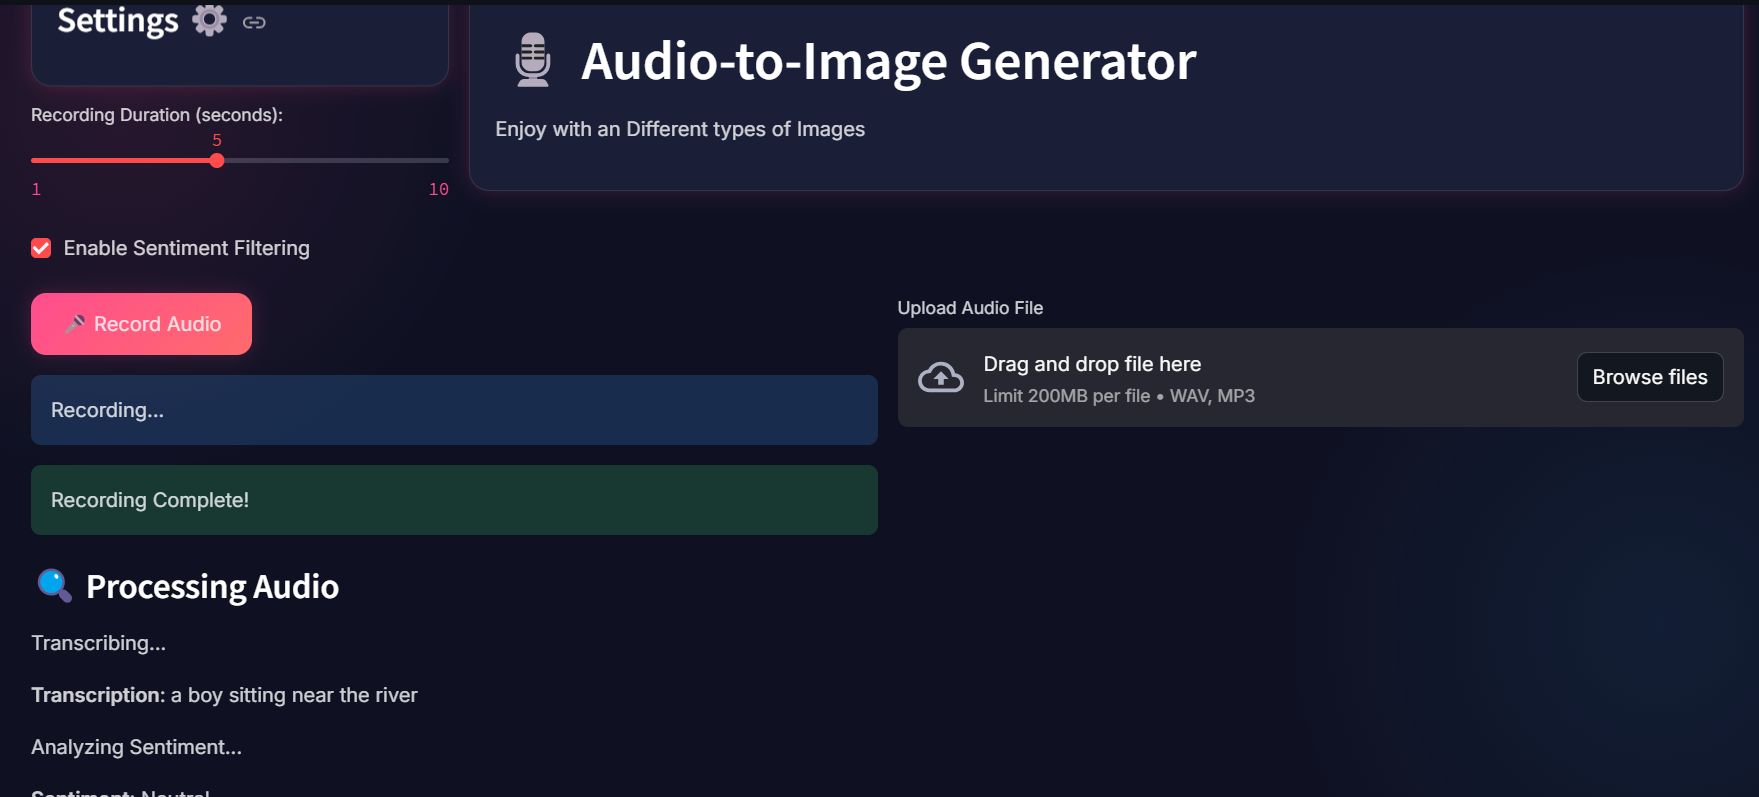 Settings
Recording Duration (seconds):
5
1
10
Enable Sentiment Filtering
Audio-to-Image Generator
Enjoy with an Different types of Images
Record Audio
Recording...
Recording Complete!
Upload Audio File
Drag and drop file here
Limit 200MB per file • WAV, MP3
Browse files
Processing Audio
Transcribing...
Transcription: a boy sitting near the river
Analyzing Sentiment...
Sentiment: Neutral